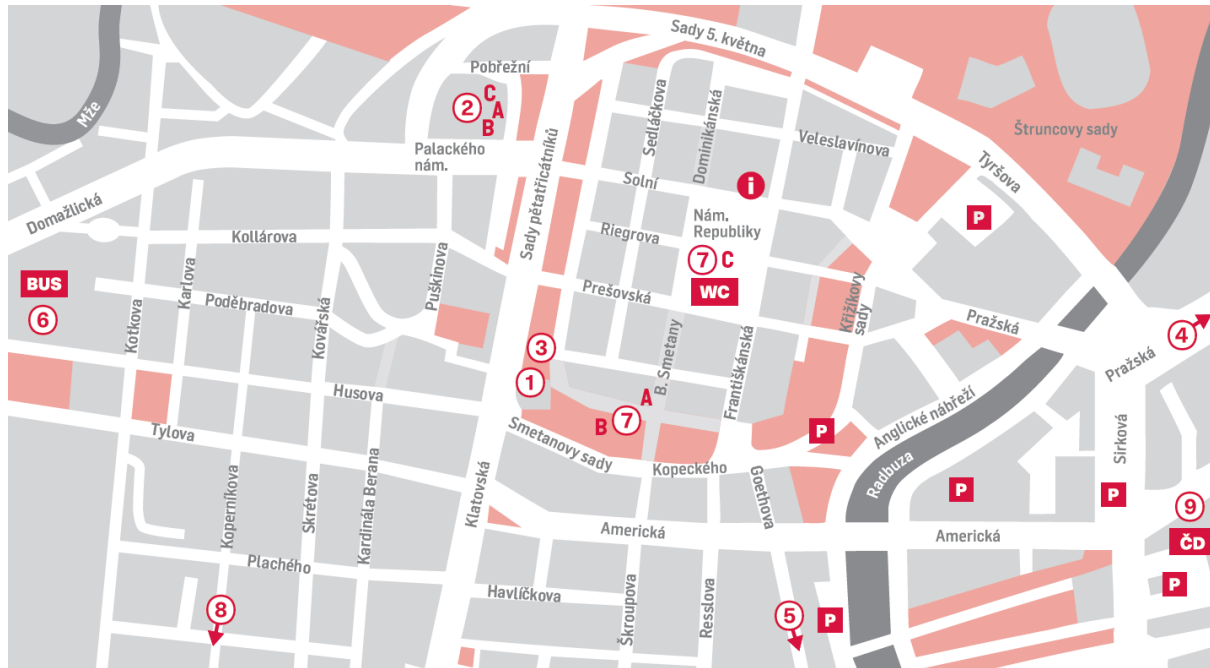 Sady 5. května
Pobřežní
C
2
A
B
Mže
Palackého
nám.
Sedláčkova
Dominikánská
Veleslavínova
Štruncovy sady
Tyršova
Solní
i
P
Sady pětatřicátníků
Domažlická
Kollárova
Riegrova
Nám.
Republiky
7 C
WC
BUS
6
Karlova
Puškinova
Poděbradova
Prešovská
Křižíkovy
sady
Pražská
4
Pražská
Kotkova
Kovářská
3
1
B. Smetany
Františkánská
Husova
A
B
7
P
Anglické nábřeží
Tylova
Smetanovy sady
Kopeckého
Sirková
Radbuza
Goethova
P
P
9
ČD
Koperníkova
Skrétova
Kardinála Berana
Klatovská
Americká
Americká
Plachého
Havlíčkova
Škroupova
Resslova
8
5
P
P